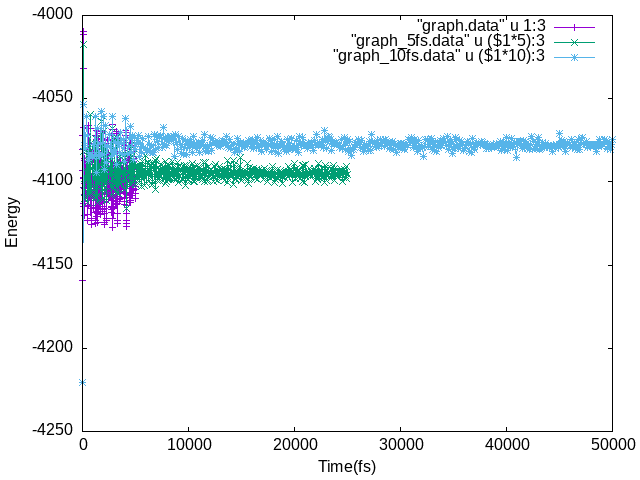 "graph.data" u 1:3
"graph_5fs.data" u ($1*5):3
"graph_10fs.data" u ($1*10):3
-4000
-4050
-4100
-4150
-4200
-4250
Energy
0
10000
20000
30000
40000
50000
Time(fs)